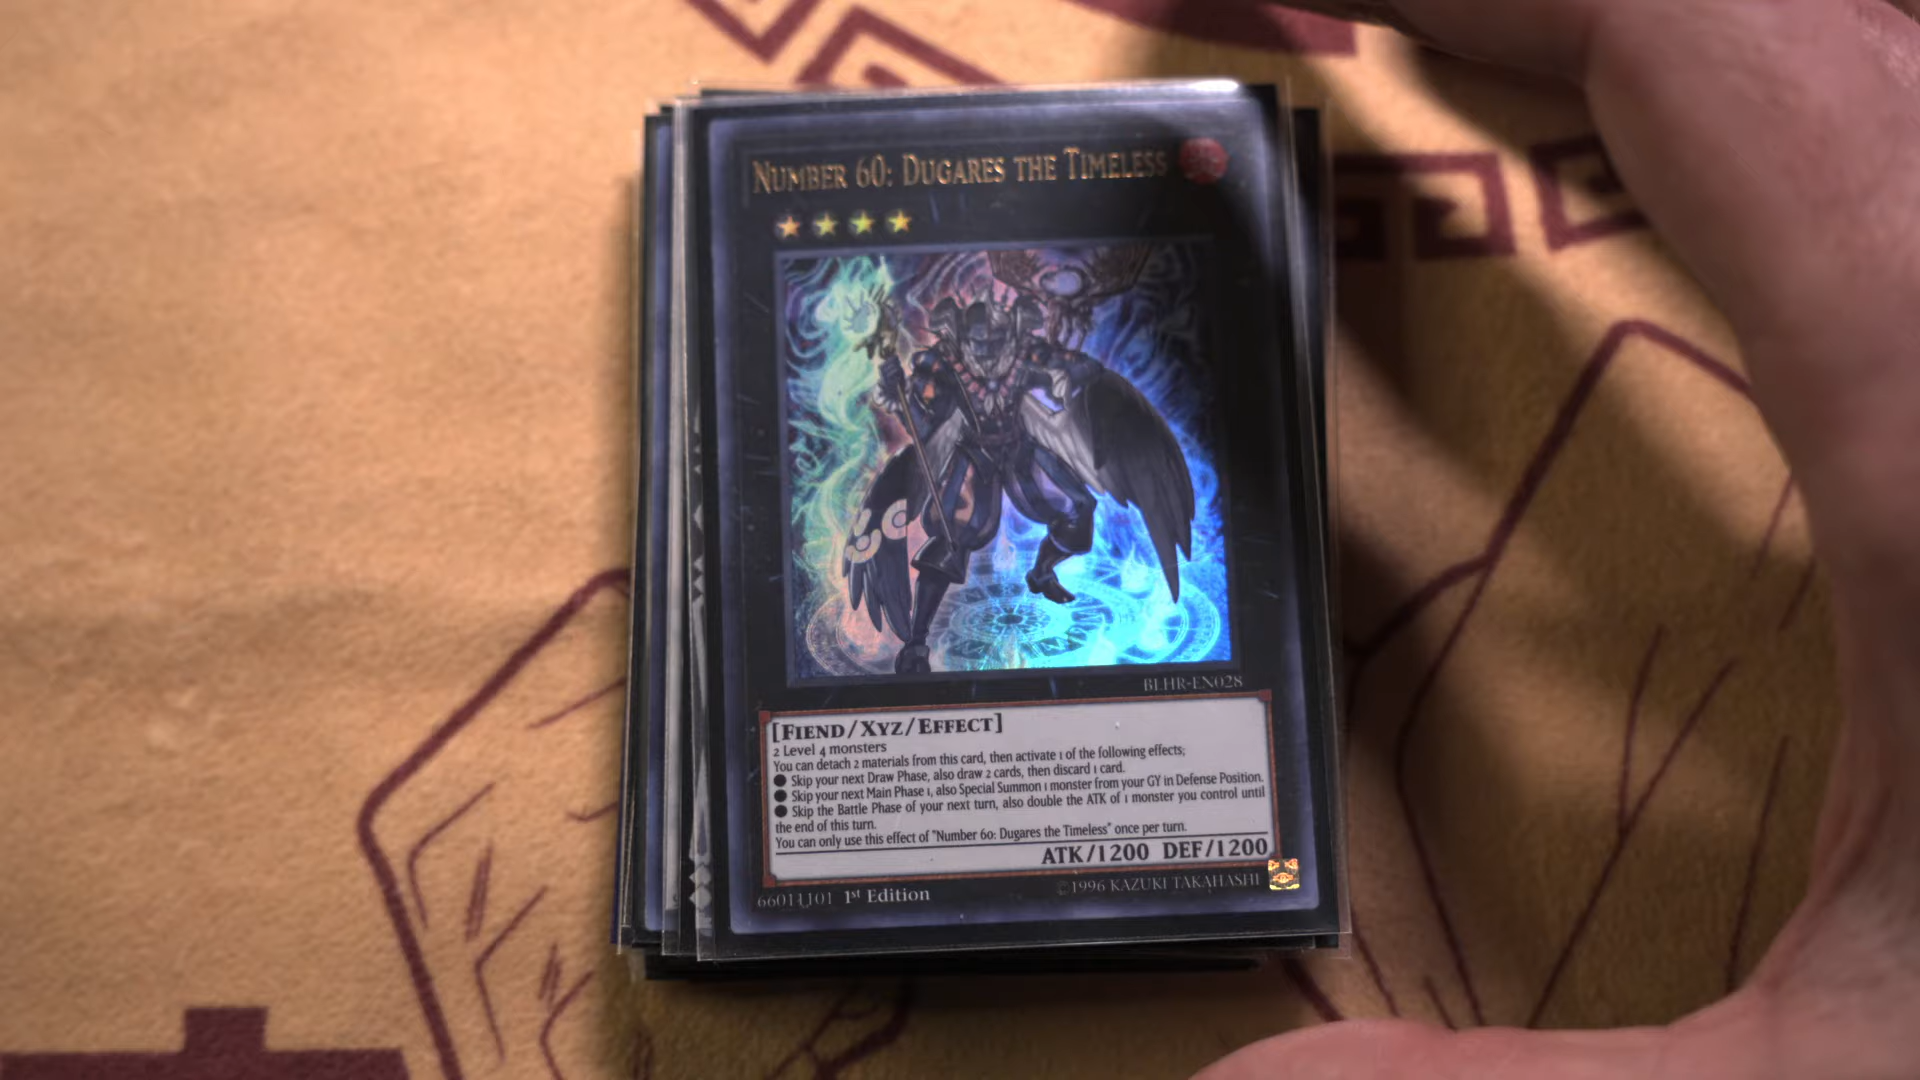 NUMBER 60: DUGARES THE TIMELESS
BLHR-EN028
[FIEND/XYZ/EFFECT]
2 Level 4 monsters
You can detach 2 materials from this card, then activate 1 of the following effects;
● Skip your next Draw Phase, also draw 2 cards, then discard 1 card.
● Skip your next Main Phase 1, also Special Summon 1 monster from your GY in Defense Position.
● Skip the Battle Phase of your next turn, also double the ATK of 1 monster you control until
the end of this turn.
You can only use this effect of "Number 60: Dugares the Timeless" once per turn.
ATK/1200 DEF/1200
66011101 1st Edition
©1996 KAZUKI TAKAHASHI